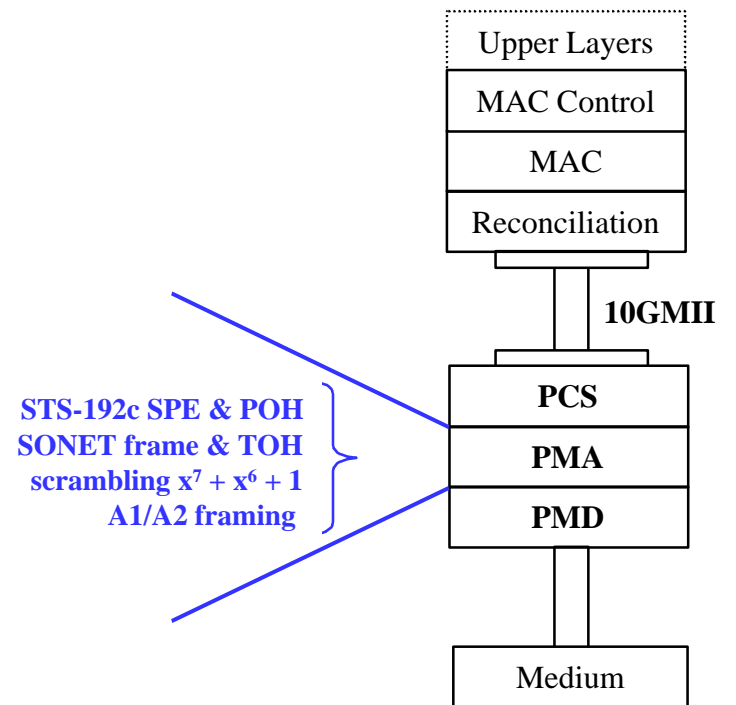 Upper Layers
MAC Control
MAC
Reconciliation
10GMII
STS-192c SPE & POH
SONET frame & TOH
scrambling x⁷ + x⁶ + 1
A1/A2 framing
PCS
PMA
PMD
Medium